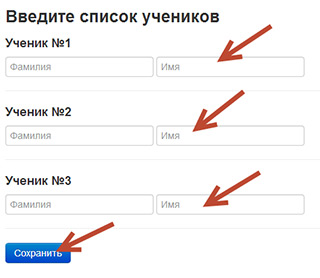 Введите список учеников
Ученик №1
Фамилия Имя
Ученик №2
Фамилия Имя
Ученик №3
Фамилия Имя
Сохранить